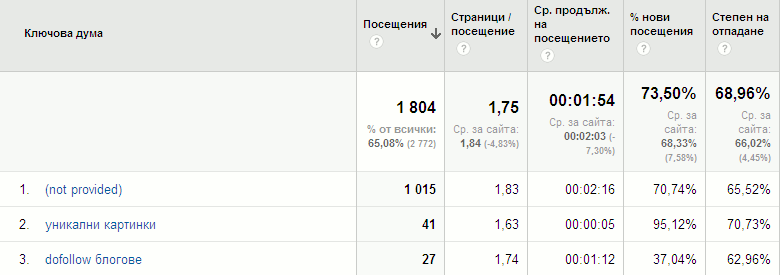 Ключова дума
Посещения
?
Страници /
посещение
?
Ср. продълж.
на
посещението
?
% нови
посещения
?
Степен на
отпадане
?
1 804
% от всички:
65,08% (2 772)
1,75
Ср. за сайта:
1,84 (-4,83%)
00:01:54
Ср. за сайта:
00:02:03 (-
7,30%)
73,50%
Ср. за
сайта:
68,33%
(7,58%)
68,96%
Ср. за
сайта:
66,02%
(4,45%)
1. (not provided) 1 015 1,83 00:02:16 70,74% 65,52%
2. уникални картинки 41 1,63 00:00:05 95,12% 70,73%
3. dofollow блогове 27 1,74 00:01:12 37,04% 62,96%